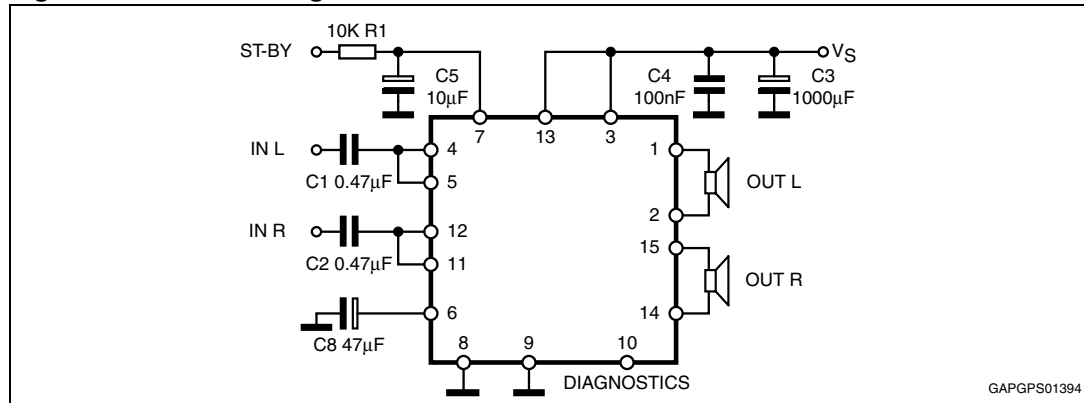 10K R1
ST-BY
C5
10µF
C4
100nF
C3
1000µF
VS
7
13
3
IN L
C1 0.47µF
4
5
1
OUT L
2
IN R
C2 0.47µF
12
11
15
OUT R
14
6
C8 47µF
8
9
10
DIAGNOSTICS
GAPGPS01394